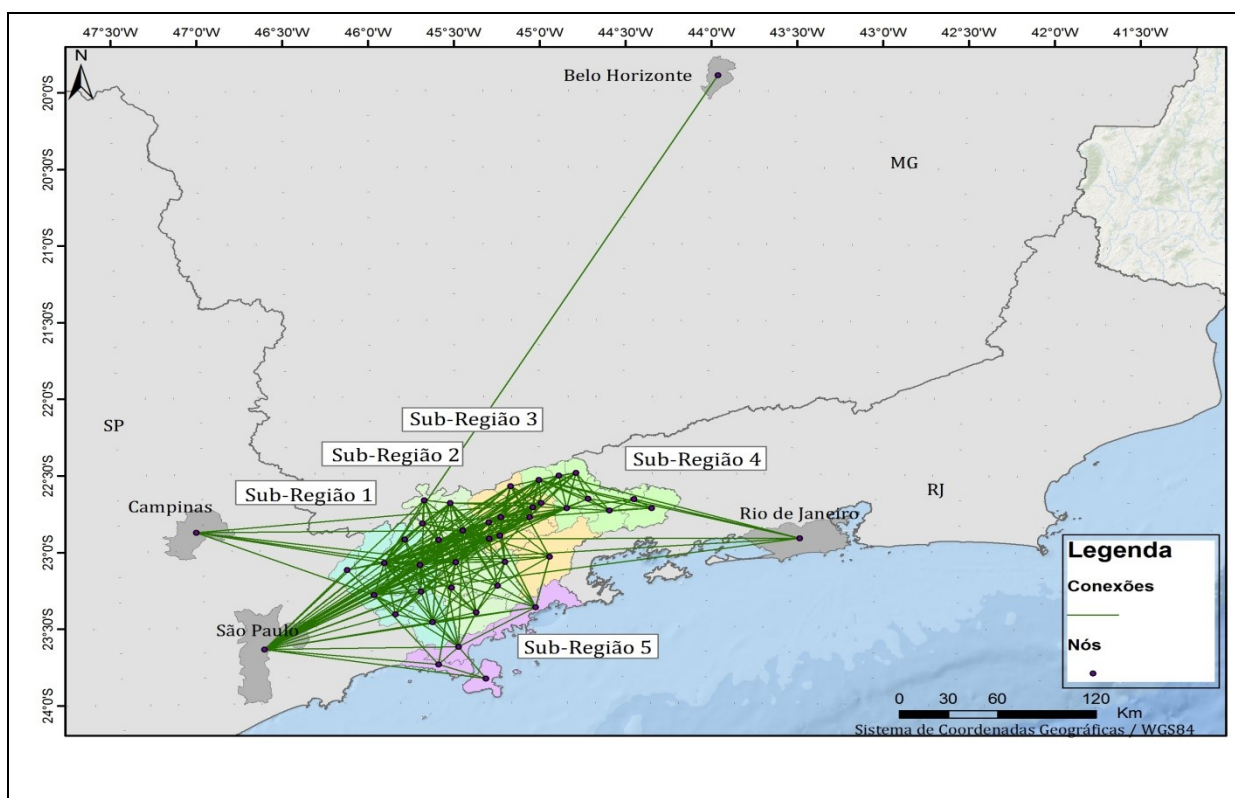 47°30'W 47°0'W 46°30'W 46°0'W 45°30'W 45°0'W 44°30'W 44°0'W 43°30'W 43°0'W 42°30'W 42°0'W 41°30'W
N
Belo Horizonte
20°0'S
MG
20°30'S
21°0'S
21°30'S
22°0'S
Sub-Região 3
SP
Sub-Região 2
Sub-Região 4
22°30'S
Sub-Região 1
Campinas
RJ
Rio de Janeiro
23°0'S
Legenda
Conexões
São Paulo
23°30'S
Sub-Região 5
Nós
24°0'S
0 30 60 120
Km
Sistema de Coordenadas Geográficas / WGS84